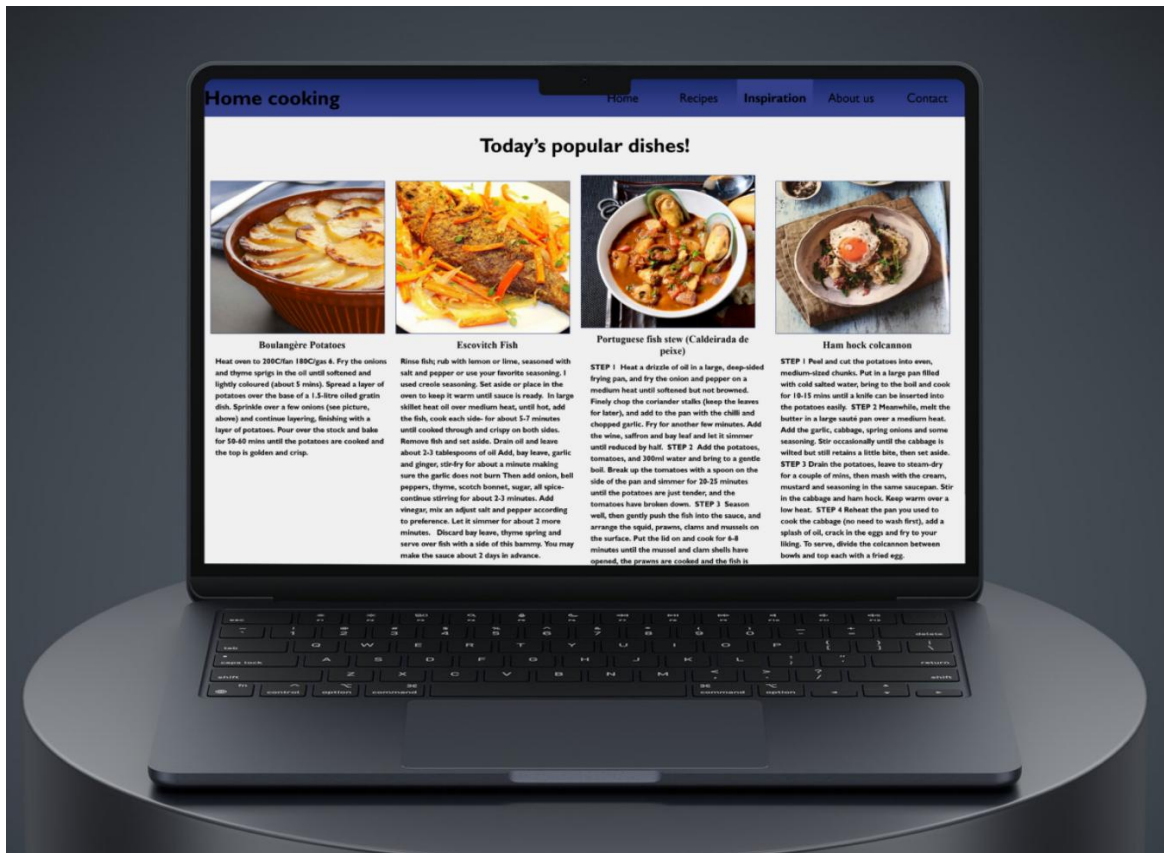 Home cooking
Home Recipes Inspiration About us Contact
Today's popular dishes!
Boulangère Potatoes
Heat oven to 200C/fan 180C/gas 6. Fry the onions
and thyme sprigs in the oil until softened and
lightly coloured (about 5 mins). Spread a layer of
potatoes over the base of a 1.5-litre oiled gratin
dish. Sprinkle over a few onions (see picture,
above) and continue layering, finishing with a
layer of potatoes. Pour over the stock and bake
for 50-60 mins until the potatoes are cooked and
the top is golden and crisp.
Escovitch Fish
Rinse fish; rub with lemon or lime, seasoned with
salt and pepper or use your favorite seasoning. I
used creole seasoning. Set aside or place in the
oven to keep it warm until sauce is ready. In large
skillet heat oil over medium heat, until hot, add
the fish, cook each side- for about 5-7 minutes
until cooked through and crispy on both sides.
Remove fish and set aside. Drain oil and leave
about 2-3 tablespoons of oil Add, bay leave, garlic
and ginger, stir-fry for about a minute making
sure the garlic does not burn Then add onion, bell
peppers, thyme, scotch bonnet, sugar, all spice-
continue stirring for about 2-3 minutes. Add
vinegar, mix an adjust salt and pepper according
to preference. Let it simmer for about 2 more
minutes. Discard bay leave, thyme spring and
serve over fish with a side of this bammy. You may
make the sauce about 2 days in advance.
Portuguese fish stew (Caldeirada de
peixe)
STEP 1 Heat a drizzle of oil in a large, deep-sided
frying pan, and fry the onion and pepper on a
medium heat until softened but not browned.
Finely chop the coriander stalks (keep the leaves
for later), and add to the pan with the chilli and
chopped garlic. Fry for another few minutes. Add
the wine, saffron and bay leaf and let it simmer
until reduced by half. STEP 2 Add the potatoes,
tomatoes, and 300ml water and bring to a gentle
boil. Break up the tomatoes with a spoon on the
side of the pan and simmer for 20-25 minutes
until the potatoes are just tender, and the
tomatoes have broken down. STEP 3 Season
well, then gently push the fish into the sauce, and
arrange the squid, prawns, clams and mussels on
the surface. Put the lid on and cook for 6-8
minutes until the mussel and clam shells have
opened, the prawns are cooked and the fish is
Ham hock colcannon
STEP 1 Peel and cut the potatoes into even,
medium-sized chunks. Put in a large pan filled
with cold salted water, bring to the boil and cook
for 10-15 mins until a knife can be inserted into
the potatoes easily. STEP 2 Meanwhile, melt the
butter in a large sauté pan over a medium heat.
Add the garlic, cabbage, spring onions and some
seasoning. Stir occasionally until the cabbage is
wilted but still retains a little bite, then set aside.
STEP 3 Drain the potatoes, leave to steam-dry
for a couple of mins, then mash with the cream,
mustard and seasoning in the same saucepan. Stir
in the cabbage and ham hock. Keep warm over a
low heat. STEP 4 Reheat the pan you used to
cook the cabbage (no need to wash first), add a
splash of oil, crack in the eggs and fry to your
liking. To serve, divide the colcannon between
bowls and top each with a fried egg.
esc
1 2 3 4 5 6 7 8 9 0 delete
tab Q W E R T Y U I O P
caps lock A S D F G H J K L return
shift Z X C V B N M shift
fn control option command command option